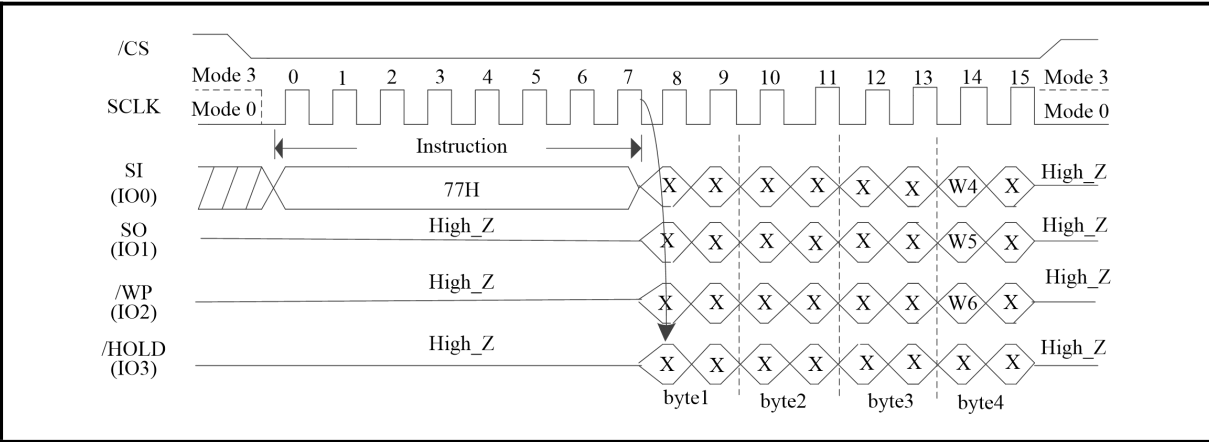 /CS
Mode 3 0 1 2 3 4 5 6 7 8 9 10 11 12 13 14 15 Mode 3
SCLK Mode 0 Mode 0
Instruction
SI
(IO0) 77H X X X X X X W4 X High_Z
SO
(IO1) High_Z X X X X X X W5 X High_Z
/WP
(IO2) High_Z X X X X X X W6 X High_Z
/HOLD
(IO3) High_Z X X X X X X X X High_Z
byte1 byte2 byte3 byte4